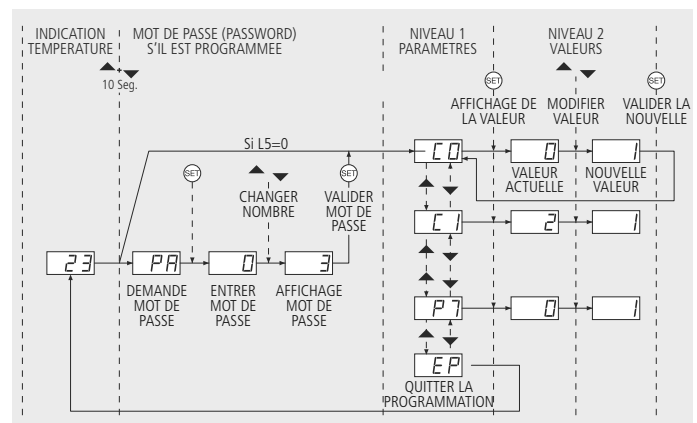 INDICATION
TEMPERATURE
MOT DE PASSE (PASSWORD)
S'IL EST PROGRAMMEE
NIVEAU 1
PARAMETRES
NIVEAU 2
VALEURS
+
10 Seg.
SET
SET
AFFICHAGE DE
LA VALEUR
MODIFIER
VALEUR
VALIDER LA
NOUVELLE
Si L5=0
C0
0
1
VALEUR
ACTUELLE
NOUVELLE
VALEUR
SET
SET
CHANGER
NOMBRE
VALIDER
MOT DE
PASSE
C1
2
1
23
PA
0
3
DEMANDE
MOT DE
PASSE
ENTRER
MOT DE
PASSE
AFFICHAGE
MOT DE
PASSE
P7
0
1
EP
QUITTER LA
PROGRAMMATION